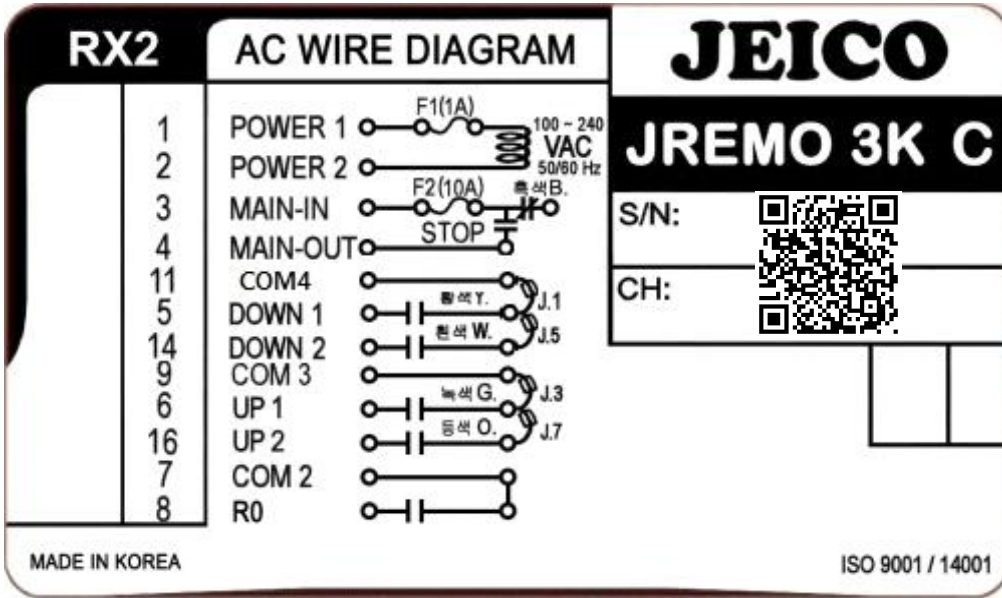 RX2
AC WIRE DIAGRAM
JEICO
JREMO 3K C
S/N:
CH:
1 POWER 1 F1(1A) 100 ~ 240
VAC
2 POWER 2 50/60 Hz
3 MAIN-IN F2(10A) 흑색B.
4 MAIN-OUT STOP
11 COM4
5 DOWN 1 황색Y. J.1
14 DOWN 2 흰색 W. J.5
9 COM 3
6 UP 1 녹색 G. J.3
16 UP 2 등색 O. J.7
7 COM 2
8 R0
MADE IN KOREA
ISO 9001 / 14001